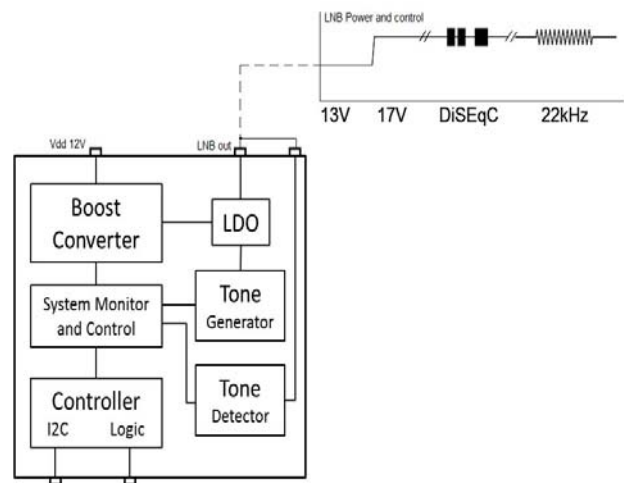 LNB Power and control
13V 17V DiSEqC 22kHz
Vdd 12V LNB out
Boost
Converter
LDO
System Monitor
and Control
Tone
Generator
Controller
I2C Logic
Tone
Detector